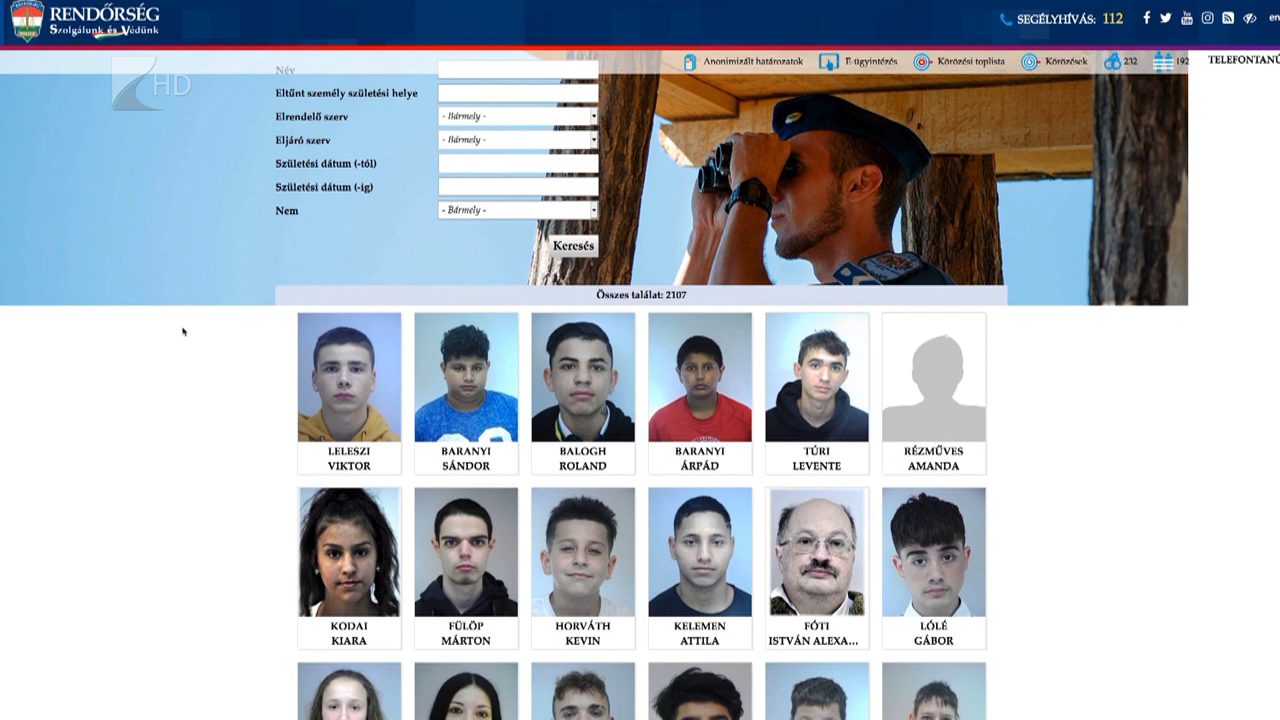 RENDŐRSÉG
Szolgálunk és Védünk
SEGÉLYHÍVÁS: 112
en
HD
Anonimizált határozatok
E-ügyintézés
Körözési toplista
Körözések
232
192
TELEFONTANÚ
Név
Eltűnt személy születési helye
Elrendelő szerv
- Bármely -
Eljáró szerv
- Bármely -
Születési dátum (-tól)
Születési dátum (-ig)
Nem
- Bármely -
Keresés
Összes találat: 2107
LELESZI
VIKTOR
BARANYI
SÁNDOR
BALOGH
ROLAND
BARANYI
ÁRPÁD
TÚRI
LEVENTE
RÉZMŰVES
AMANDA
KODAI
KIARA
FÜLÖP
MÁRTON
HORVÁTH
KEVIN
KELEMEN
ATTILA
FÓTI
ISTVÁN ALEXA...
LÓLÉ
GÁBOR